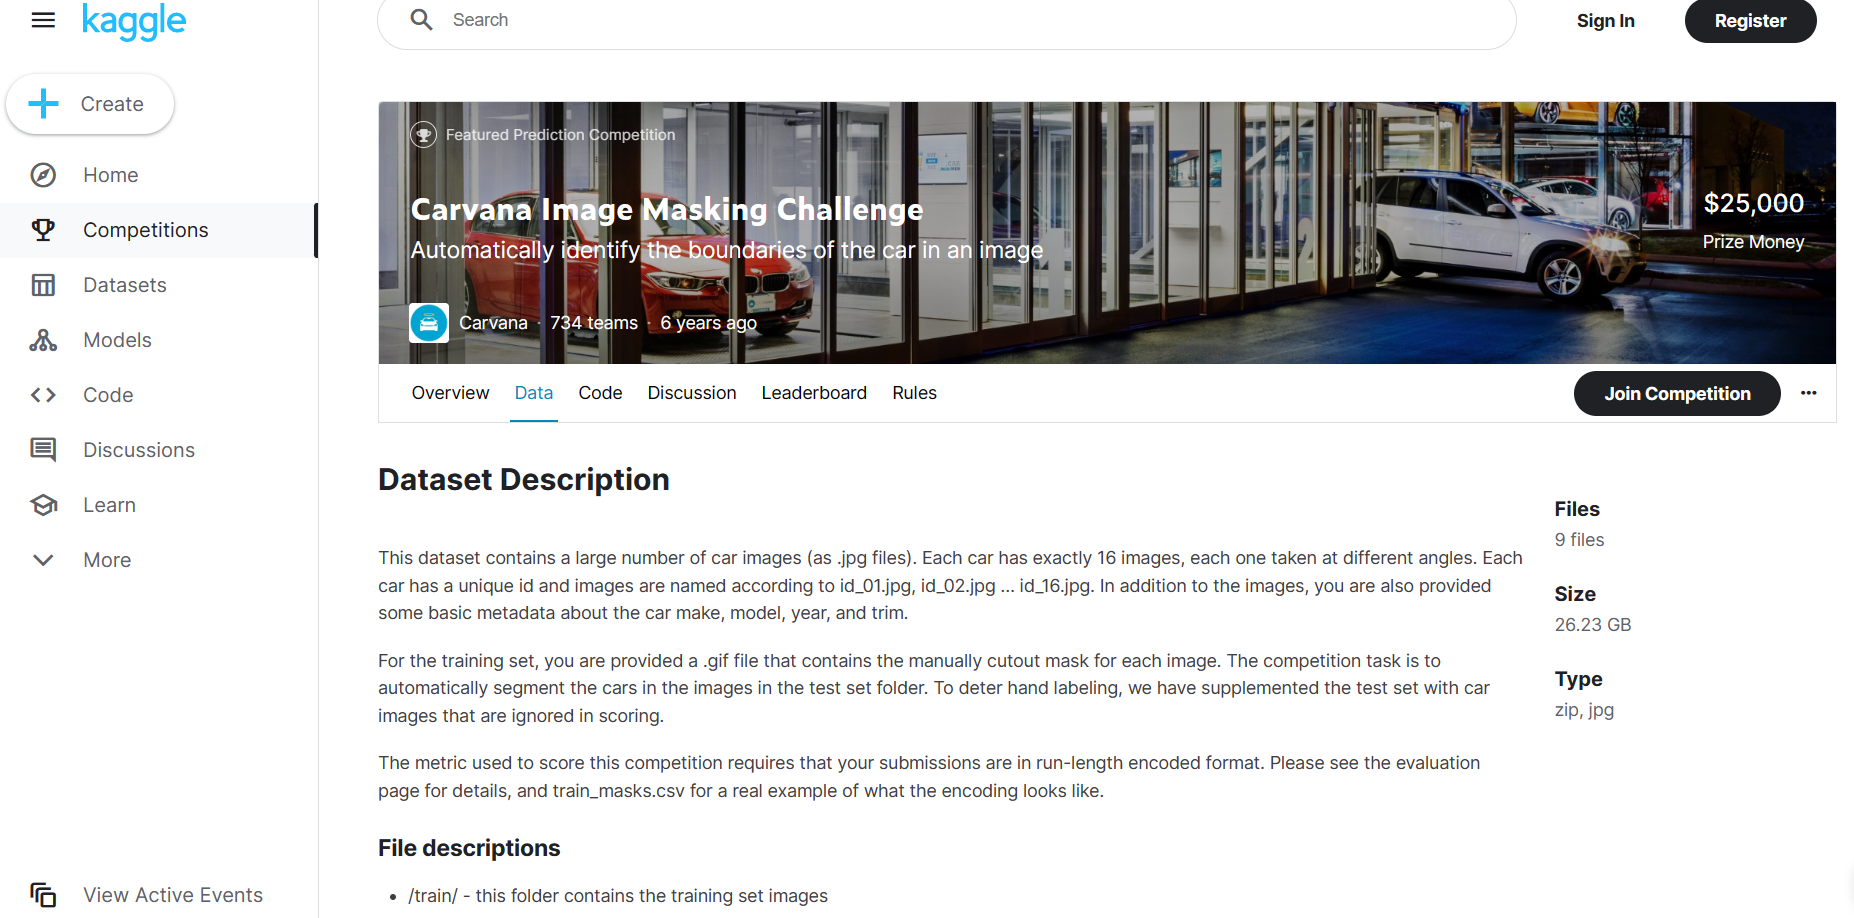 kaggle
Search
Sign In
Register
Create
Home
Competitions
Datasets
Models
Code
Discussions
Learn
More
View Active Events
Featured Prediction Competition
Carvana Image Masking Challenge
Automatically identify the boundaries of the car in an image
$25,000
Prize Money
Carvana · 734 teams · 6 years ago
Overview Data Code Discussion Leaderboard Rules
Join Competition
Dataset Description
This dataset contains a large number of car images (as .jpg files). Each car has exactly 16 images, each one taken at different angles. Each
car has a unique id and images are named according to id_01.jpg, id_02.jpg ... id_16.jpg. In addition to the images, you are also provided
some basic metadata about the car make, model, year, and trim.
For the training set, you are provided a .gif file that contains the manually cutout mask for each image. The competition task is to
automatically segment the cars in the images in the test set folder. To deter hand labeling, we have supplemented the test set with car
images that are ignored in scoring.
The metric used to score this competition requires that your submissions are in run-length encoded format. Please see the evaluation
page for details, and train_masks.csv for a real example of what the encoding looks like.
File descriptions
• /train/ - this folder contains the training set images
Files
9 files
Size
26.23 GB
Type
zip, jpg